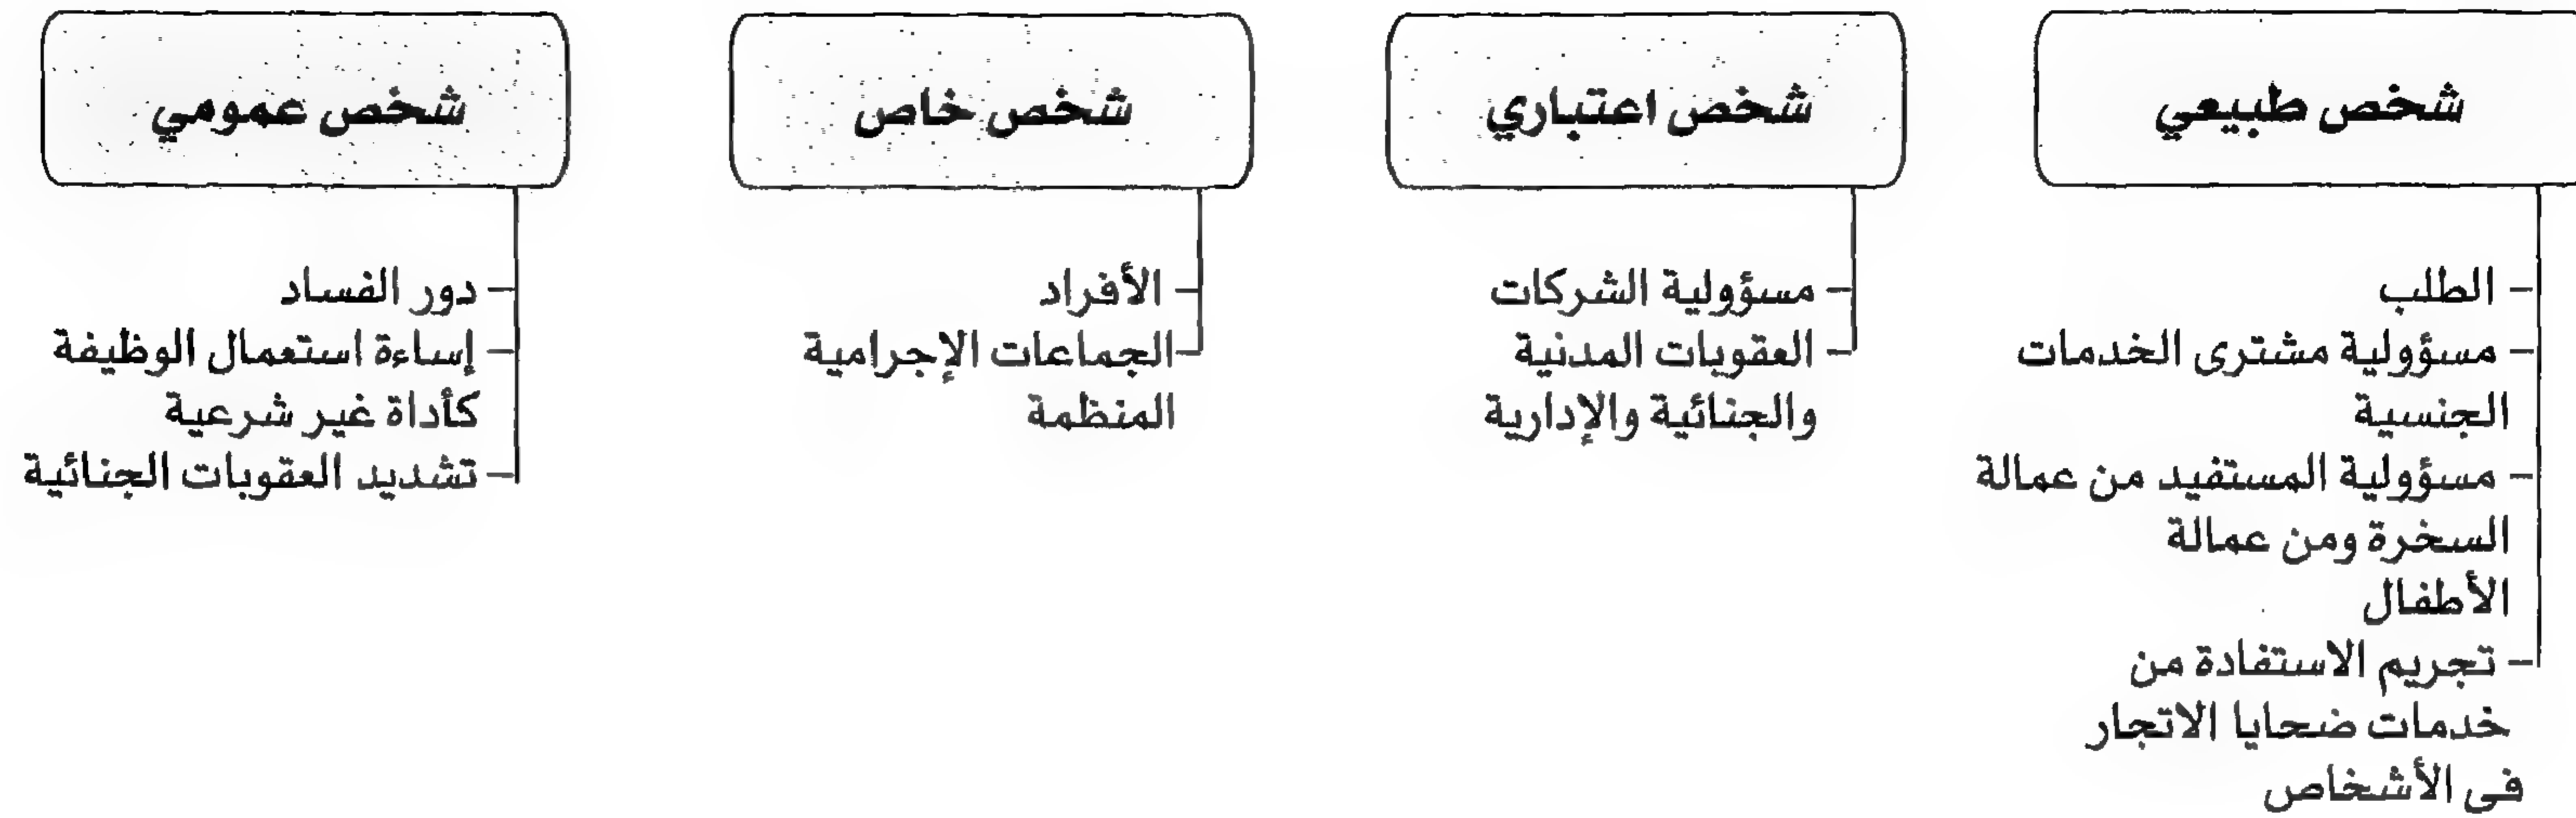 شخص طبيعي
- الطلب
- مسؤولية مشترى الخدمات
الجنسية
- مسؤولية المستفيد من عمالة
السخرة ومن عمالة
الأطفال
- تجريم الاستفادة من
خدمات ضحايا الاتجار
فى الأشخاص
شخص اعتباري
- مسؤولية الشركات
- العقوبات المدنية
والجنائية والإدارية
شخص خاص
- الأفراد
- الجماعات الإجرامية
المنظمة
شخص عمومي
- دور الفساد
- إساءة استعمال الوظيفة
كأداة غير شرعية
- تشديد العقوبات الجنائية